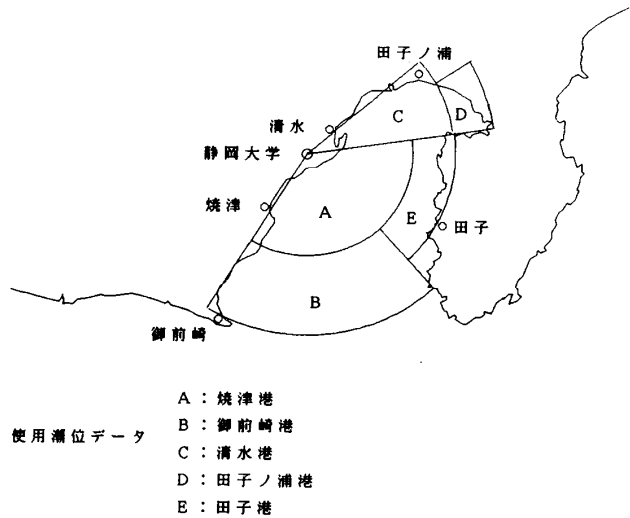 田子ノ浦
清水
C
D
静岡大学
焼津
A
E
田子
B
御前崎
A：焼津港
B：御前崎港
使用潮位データ
C：清水港
D：田子ノ浦港
E：田子港